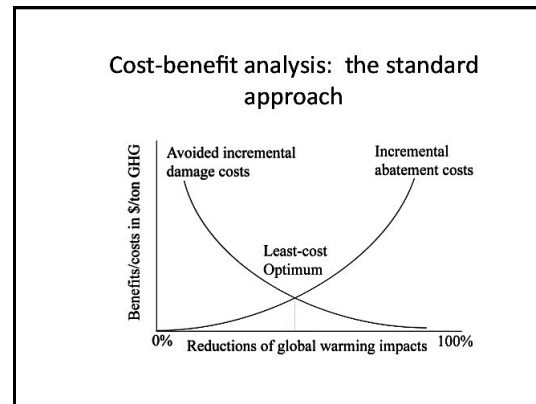 Cost-benefit analysis:  the standard
approach
Benefits/costs in $/ton GHG
Avoided incremental
damage costs
Incremental
abatement costs
Least-cost
Optimum
0%
Reductions of global warming impacts
100%